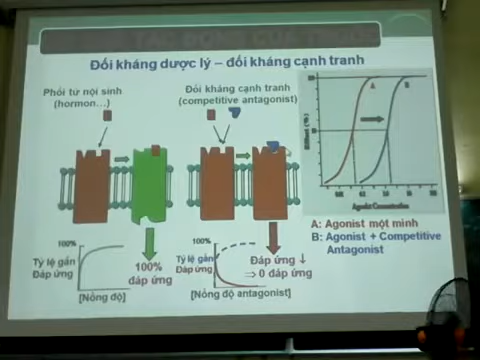 Đối kháng dược lý – đối kháng cạnh tranh
Phối tử nội sinh
(hormon...)
Đối kháng cạnh tranh
(competitive antagonist)
A
B
100%
Tỷ lệ gắn
Đáp ứng
[Nồng độ]
100%
đáp ứng
100%
Tỷ lệ gắn
Đáp ứng
[Nồng độ antagonist]
Đáp ứng ↓
⇒ 0 đáp ứng
Agonist Concentration
A: Agonist một mình
B: Agonist + Competitive
Antagonist